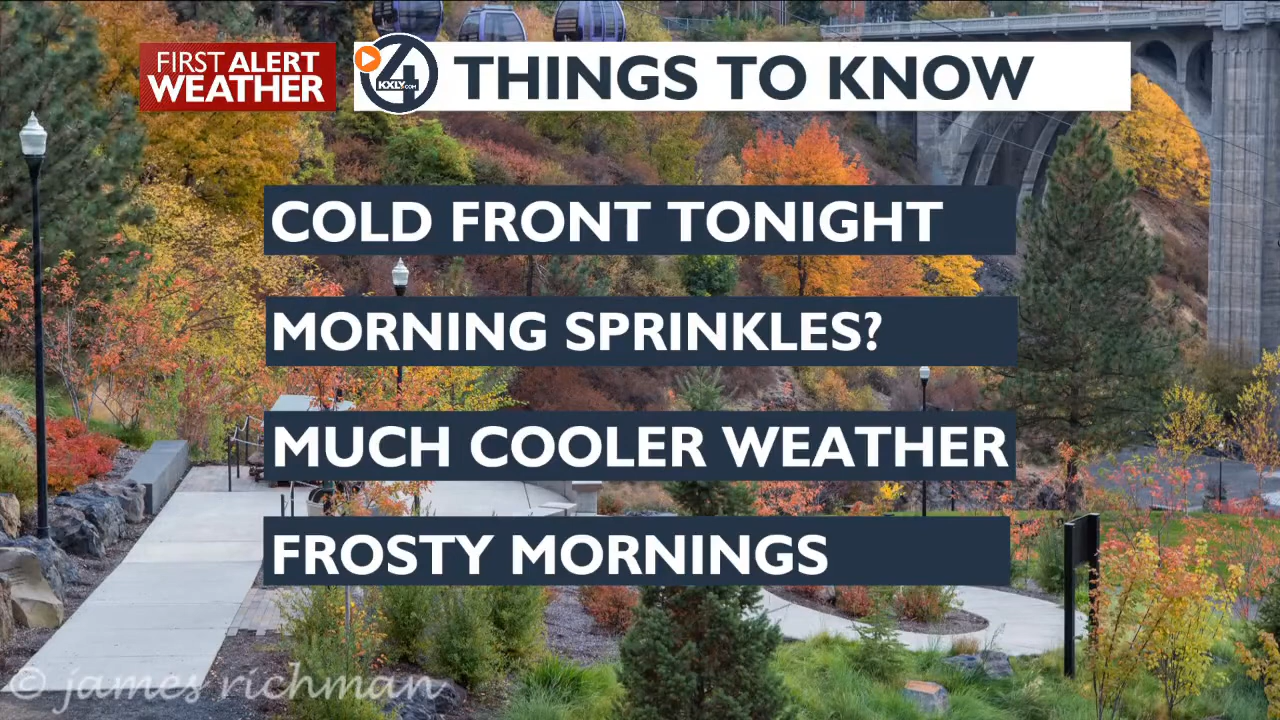 FIRST ALERT
WEATHER
4 THINGS TO KNOW
KXLY.COM
COLD FRONT TONIGHT
MORNING SPRINKLES?
MUCH COOLER WEATHER
FROSTY MORNINGS
© james richman